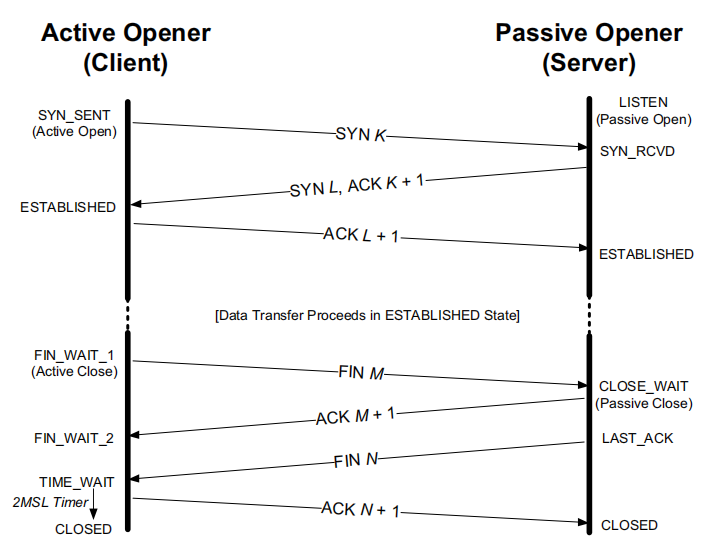 Active Opener
(Client)
Passive Opener
(Server)
SYN_SENT
(Active Open)
LISTEN
(Passive Open)
SYN K
SYN_RCVD
SYN L, ACK K + 1
ESTABLISHED
ACK L + 1
ESTABLISHED
[Data Transfer Proceeds in ESTABLISHED State]
FIN_WAIT_1
(Active Close)
FIN M
CLOSE_WAIT
(Passive Close)
ACK M + 1
FIN_WAIT_2
LAST_ACK
FIN N
TIME_WAIT
2MSL Timer
ACK N + 1
CLOSED
CLOSED